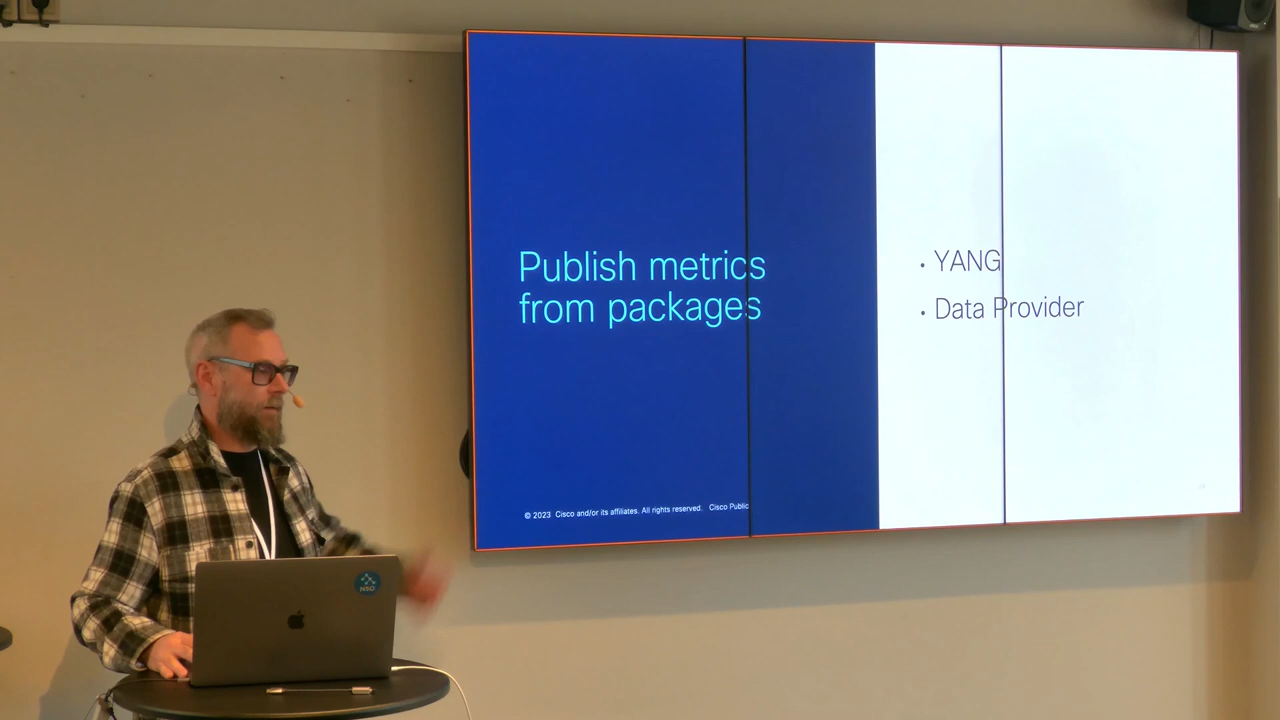 Publish metrics
from packages
• YANG
• Data Provider
© 2023 Cisco and/or its affiliates. All rights reserved. Cisco Public
NSO